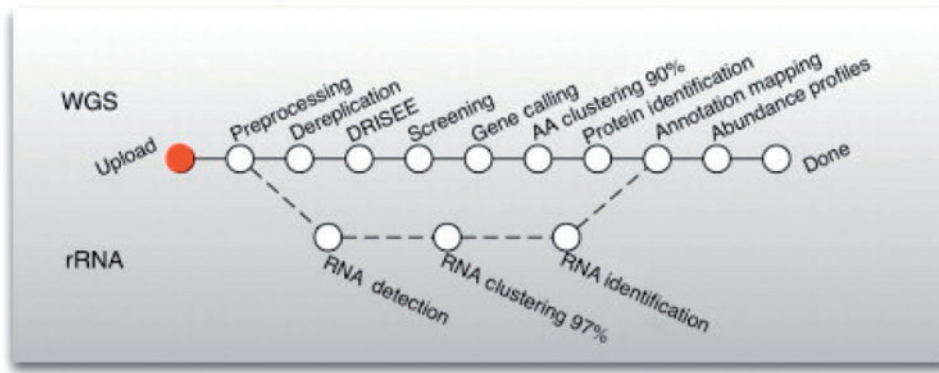 WGS
Upload
Preprocessing
Dereplication
DRISEE
Screening
Gene calling
AA clustering 90%
Protein identification
Annotation mapping
Abundance profiles
Done
rRNA
RNA detection
RNA clustering 97%
RNA identification